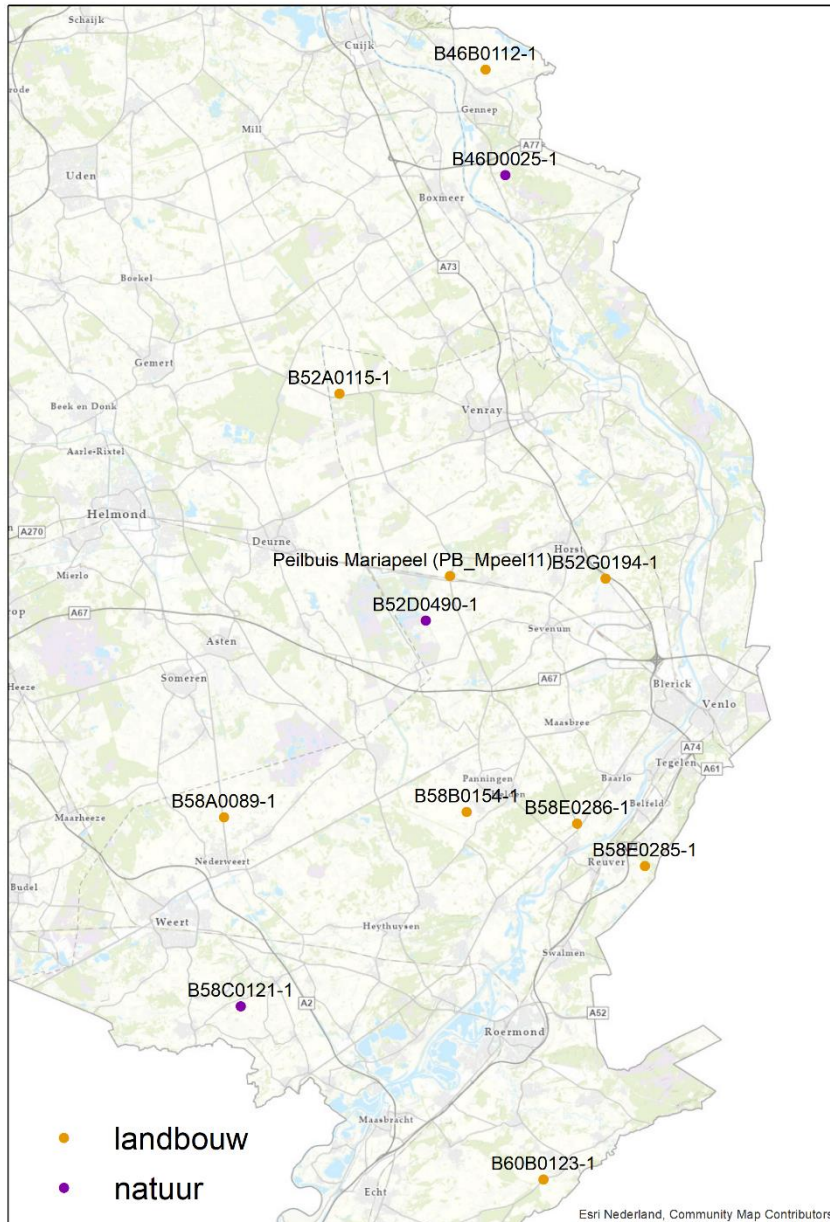 Schaijk
Cuijk
B46B0112-1
rode
Gennep
Mill
A77
B46D0025-1
Uden
Boxmeer
A73
Boekel
Gemert
B52A0115-1
Beek en Donk
Venray
Aarle-Rixtel
Helmond
A270
Deurne
Horst
Peilbuis Mariapeel (PB_Mpeel11)
B52G0194-1
Mierlo
B52D0490-1
rop
A67
Sevenum
Asten
Someren
A67
Heeze
Blerick
Venlo
Maasbree
A74
Tegelen
A61
Panningen
Baarlo
B58A0089-1
B58B0154-1
B58E0286-1
Belfeld
Maarheeze
B58E0285-1
Nederweert
Reuver
Budel
Weert
Heythuysen
Swalmen
B58C0121-1
A2
A52
Roermond
landbouw
Maasbracht
natuur
B60B0123-1
Echt
Esri Nederland, Community Map Contributors